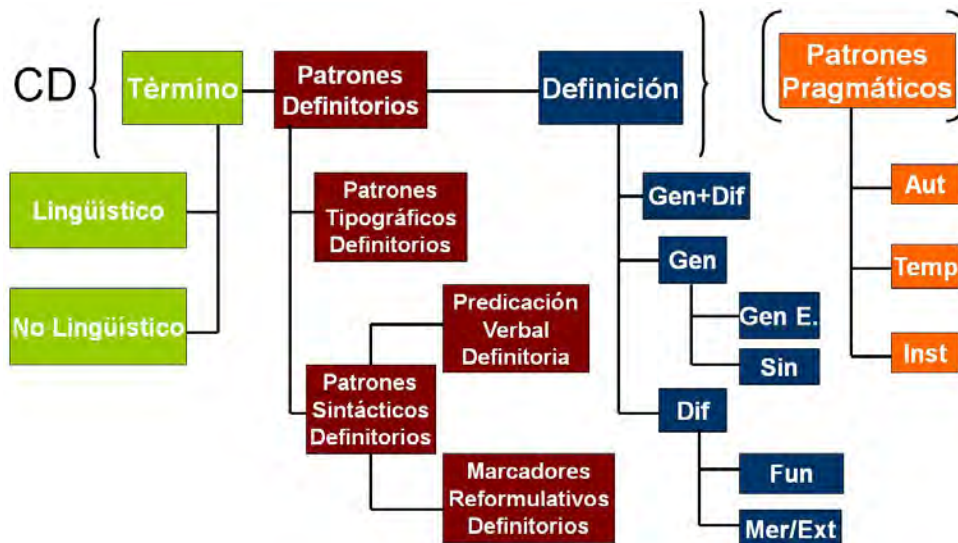 CD
Tèrmino
Patrones
Definitorios
Definición
Patrones
Pragmáticos
Lingüistico
No Lingüístico
Patrones
Tipográficos
Definitorios
Patrones
Sintácticos
Definitorios
Predicación
Verbal
Definitoria
Marcadores
Reformulativos
Definitorios
Gen+Dif
Gen
Gen E.
Sin
Dif
Fun
Mer/Ext
Aut
Temp
Inst